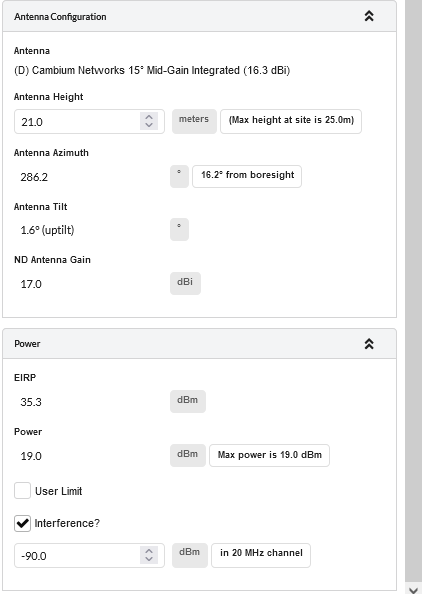 Antenna Configuration
Antenna
(D) Cambium Networks 15° Mid-Gain Integrated (16.3 dBi)
Antenna Height
21.0 meters (Max height at site is 25.0m)
Antenna Azimuth
286.2 ° 16.2° from boresight
Antenna Tilt
1.6° (uptilt) °
ND Antenna Gain
17.0 dBi
Power
EIRP
35.3 dBm
Power
19.0 dBm Max power is 19.0 dBm
User Limit
Interference?
-90.0 dBm in 20 MHz channel